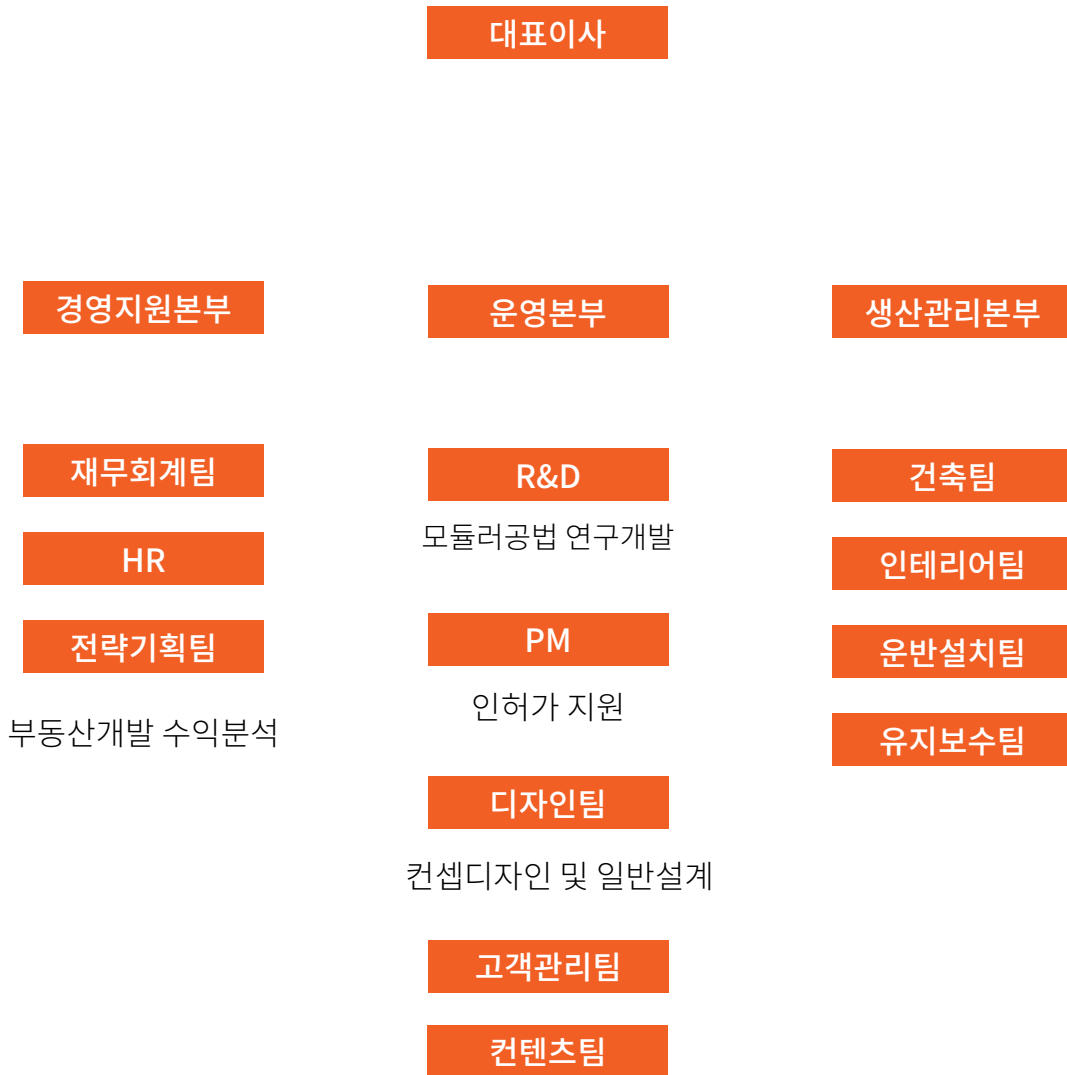 대표이사
경영지원본부
재무회계팀
HR
전략기획팀
부동산개발 수익분석
운영본부
R&D
모듈러공법 연구개발
PM
인허가 지원
디자인팀
컨셉디자인 및 일반설계
고객관리팀
컨텐츠팀
생산관리본부
건축팀
인테리어팀
운반설치팀
유지보수팀